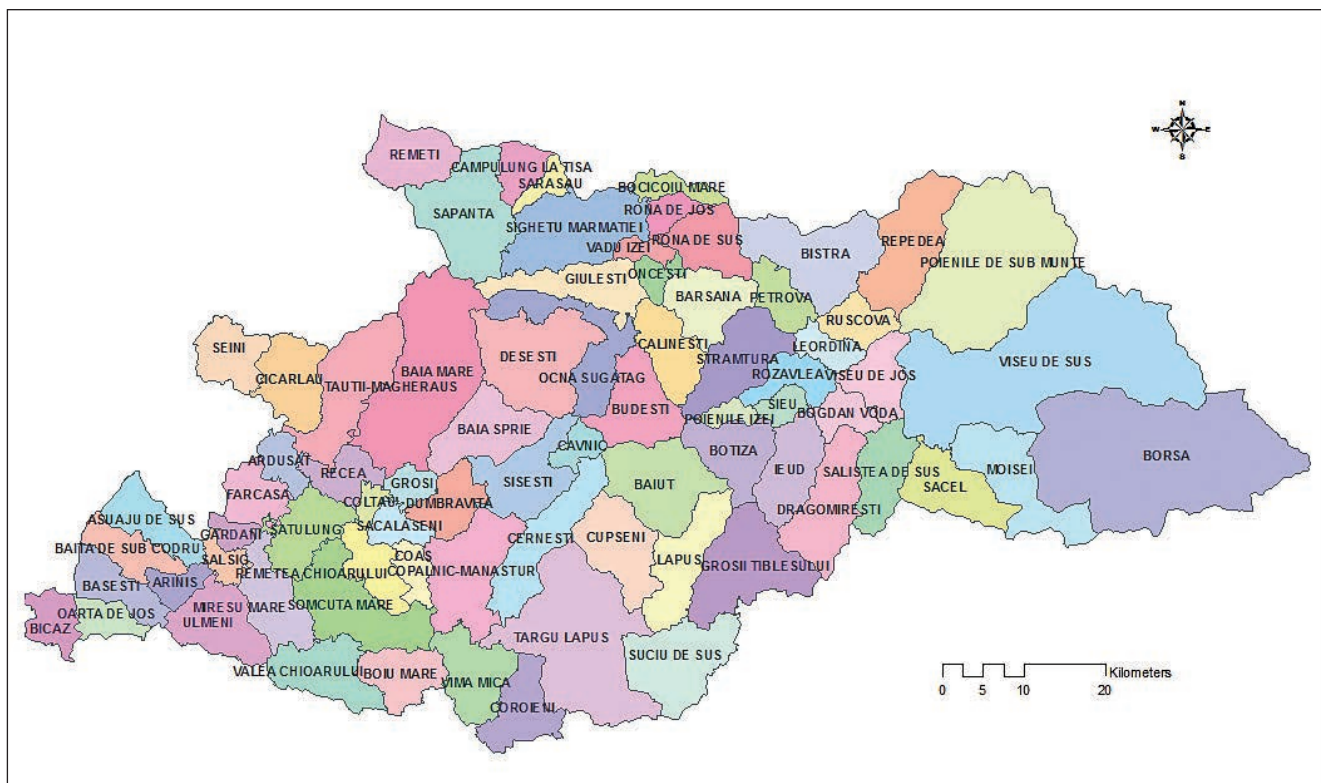 N
W E
S
REMETI
CAMPULUNG LA TISA
SARASAU
BOCICOIU MARE
SAPANTA
RONA DE JOS
SIGHETU MARMATIEI
RONA DE SUS
VADU IZEI
REPEDEA
BISTRA
POIENILE DE SUB MUNTE
ONCESTI
GIULESTI
BARSANA
PETROVA
RUSCOVA
SEINI
CALINESTI
LEORDINA
DESESTI
STRAMTURA
VISEU DE SUS
CICARLAU
BAIA MARE
ROZAVLEA
VISEU DE JOS
TAUTII-MAGHERAUS
OCNA SUGATAG
SIEU
BUDESTI
BOGDAN VODA
POIENILE IZEI
BAIA SPRIE
CAVNIC
BOTIZA
ARDUSAT
IEUD
SALISTEA DE SUS
MOISEI
BORSA
RECEA
GROSI
SISESTI
BAIUT
SACEL
FARCASA
COLTAU
DUMBRAVITA
DRAGOMIRESTI
ASUAJU DE SUS
SATULUNG
SACALASENI
GARDANI
CERNESTI
CUPSENI
BAITA DE SUB CODRU
SALSIG
COAS
LAPUS
GROSII TIBLESULUI
REMETEA CHIOARULUI
COPALNIC-MANASTUR
BASESTI
ARINIS
OARTA DE JOS
MIRESU MARE
SOMCUTA MARE
ULMENI
BICAZ
TARGU LAPUS
SUCIU DE SUS
VALEA CHIOARULUI
BOIU MARE
VIMA MICA
COROIENI
Kilometers
0 5 10 20